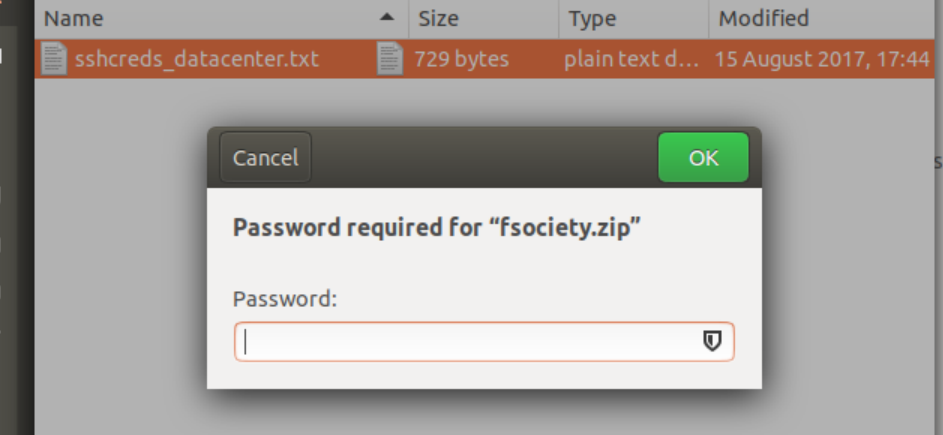 Name Size Type Modified
sshcreds_datacenter.txt 729 bytes plain text d... 15 August 2017, 17:44
Cancel OK
Password required for “fsociety.zip”
Password: